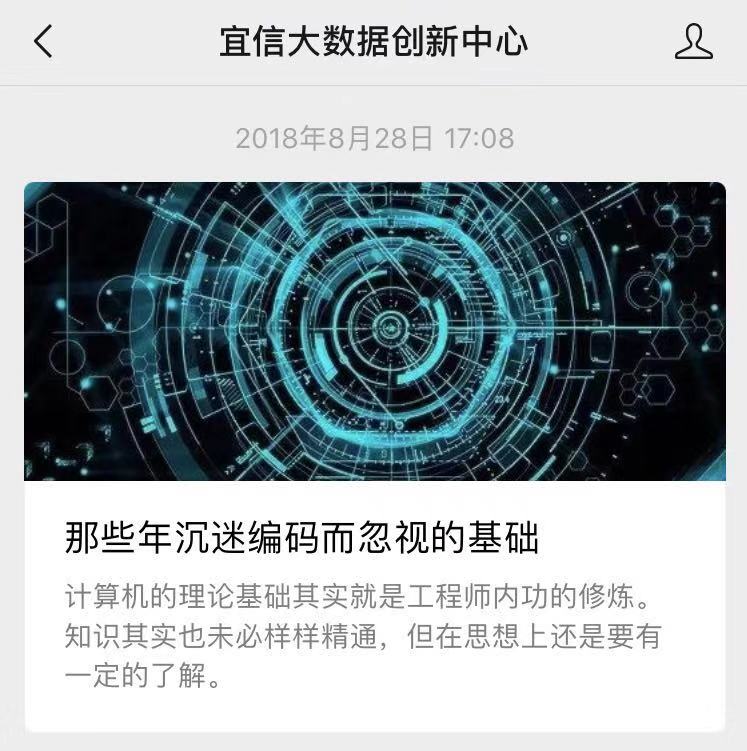 宜信大数据创新中心
2018年8月28日 17:08
那些年沉迷编码而忽视的基础
计算机的理论基础其实就是工程师内功的修炼。
知识其实也未必样样精通，但在思想上还是要有
一定的了解。